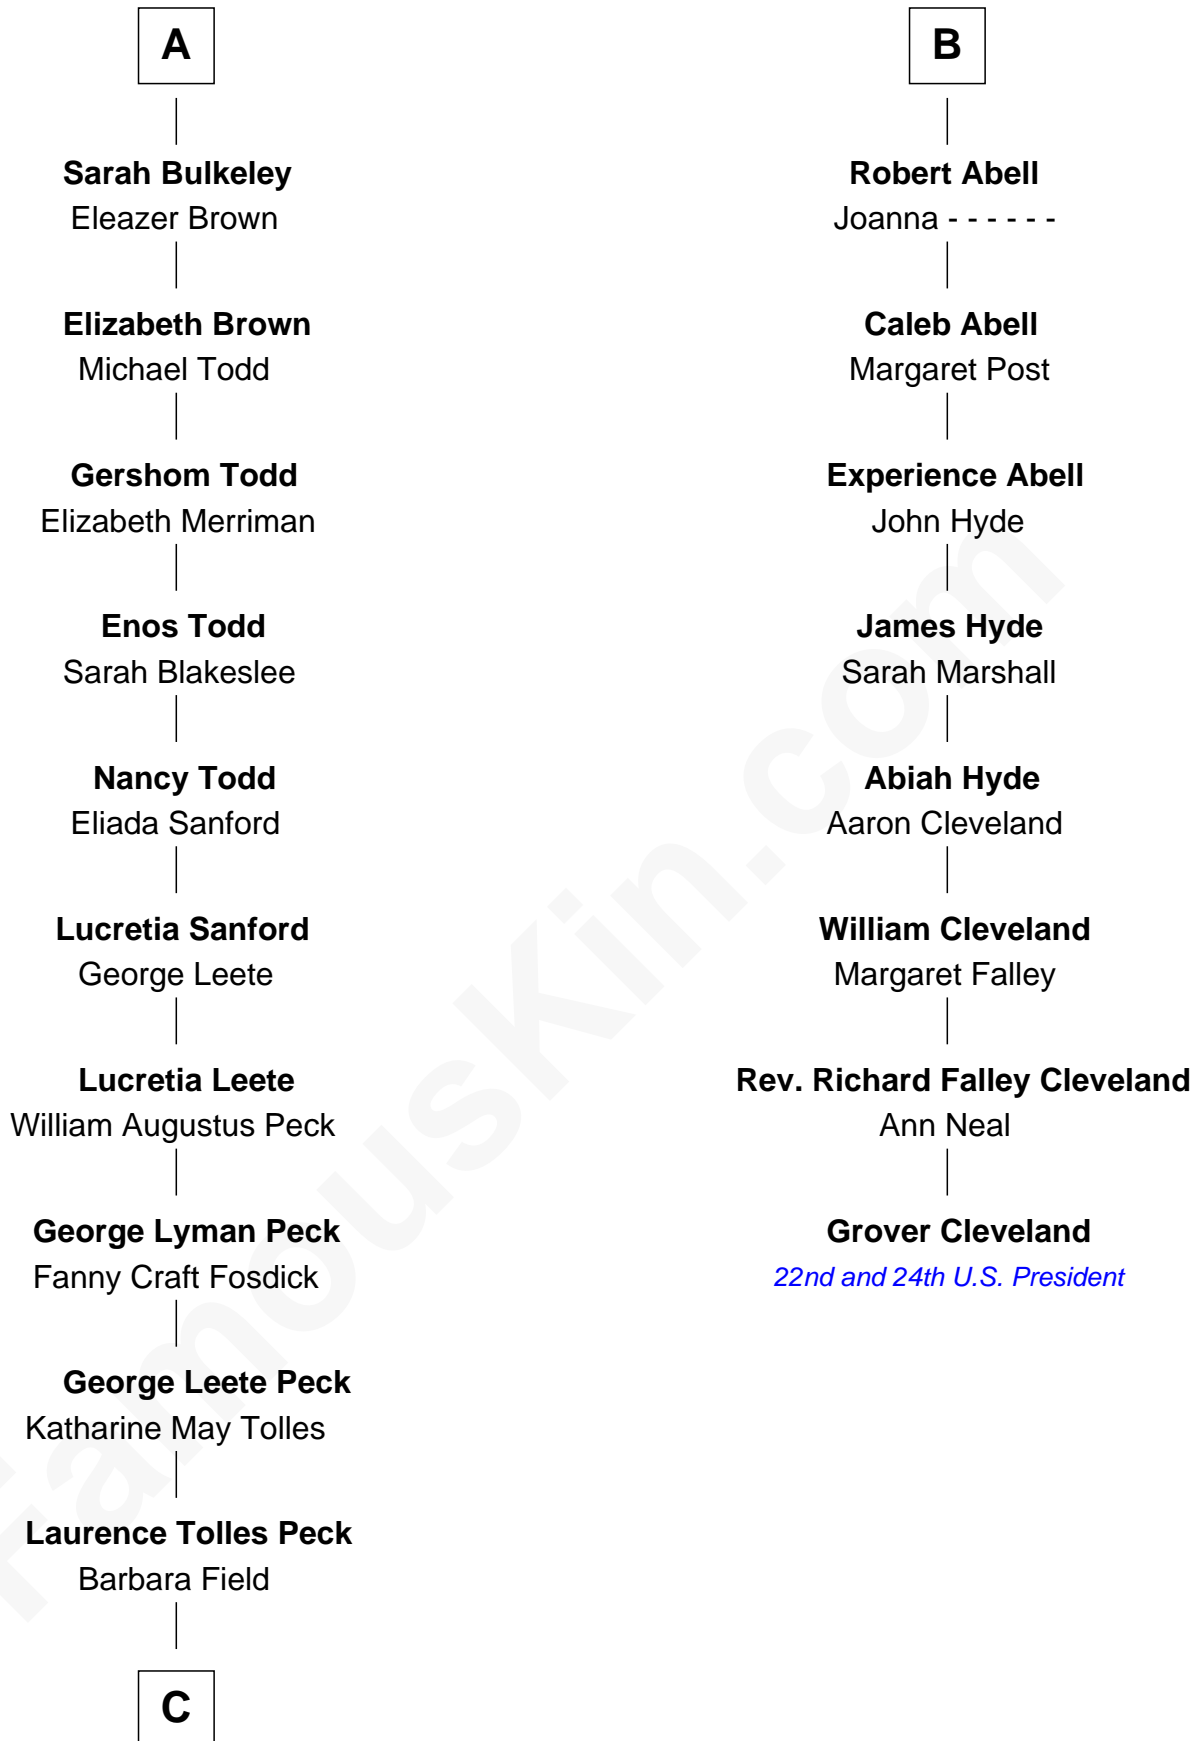 A
Sarah Bulkeley
Eleazer Brown
Elizabeth Brown
Michael Todd
Gershom Todd
Elizabeth Merriman
Enos Todd
Sarah Blakeslee
Nancy Todd
Eliada Sanford
Lucretia Sanford
George Leete
Lucretia Leete
William Augustus Peck
George Lyman Peck
Fanny Craft Fosdick
George Leete Peck
Katharine May Tolles
Laurence Tolles Peck
Barbara Field
C
B
Robert Abell
Joanna - - - - - -
Caleb Abell
Margaret Post
Experience Abell
John Hyde
James Hyde
Sarah Marshall
Abiah Hyde
Aaron Cleveland
William Cleveland
Margaret Falley
Rev. Richard Falley Cleveland
Ann Neal
Grover Cleveland
22nd and 24th U.S. President
FamousKin.com